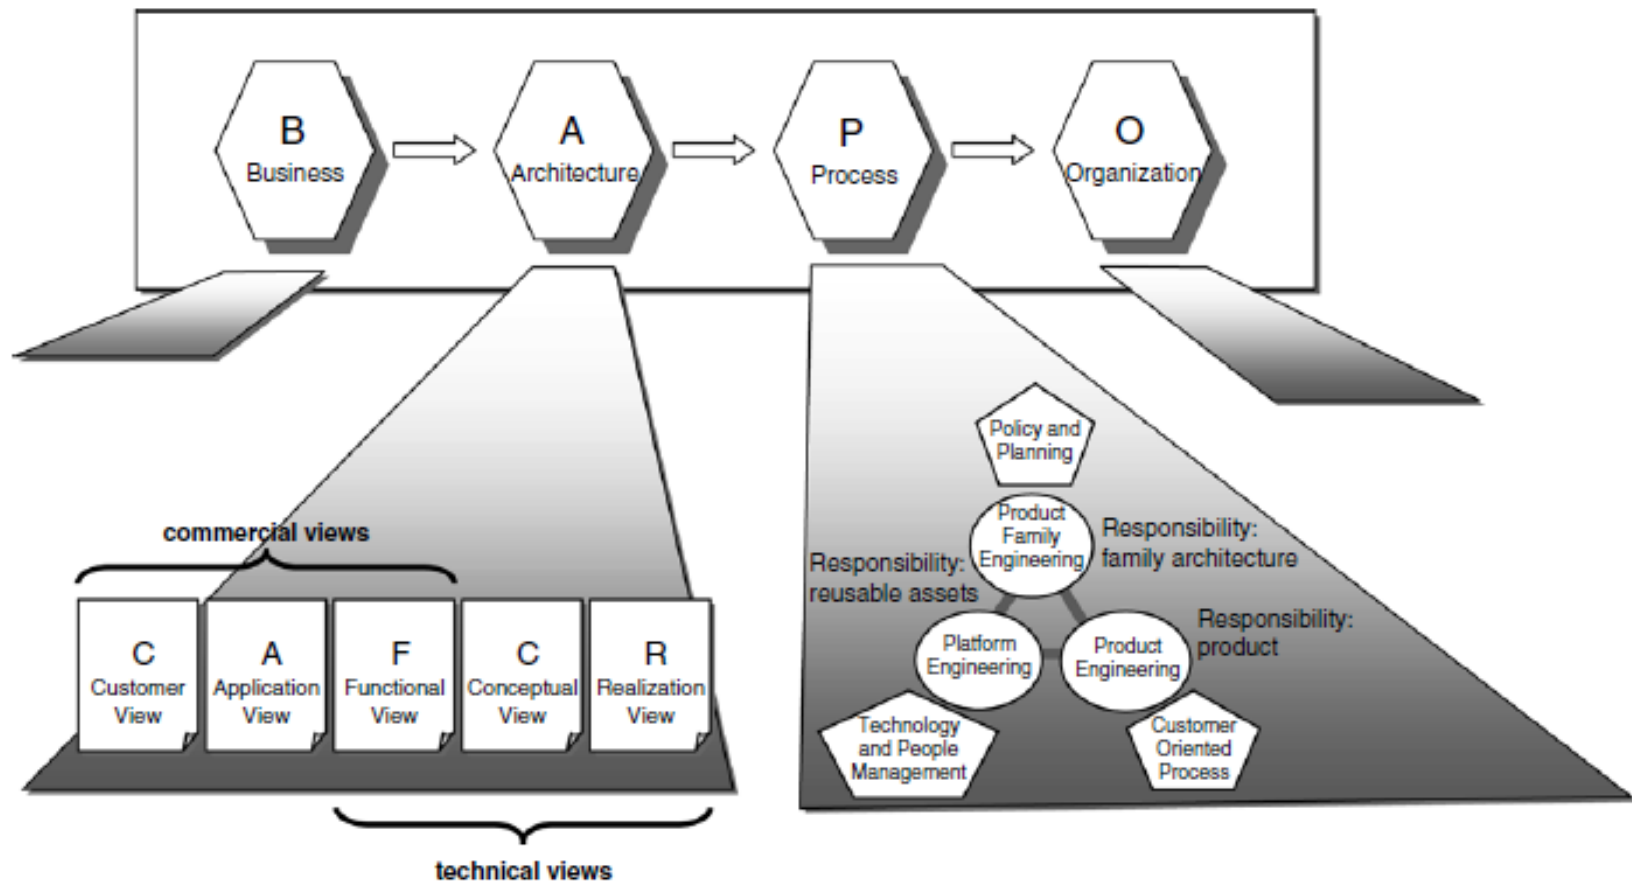 B
Business
A
Architecture
P
Process
O
Organization
commercial views
C
Customer
View
A
Application
View
F
Functional
View
C
Conceptual
View
R
Realization
View
technical views
Policy and
Planning
Product
Family
Engineering
Responsibility:
family architecture
Responsibility:
reusable assets
Platform
Engineering
Product
Engineering
Responsibility:
product
Technology
and People
Management
Customer
Oriented
Process